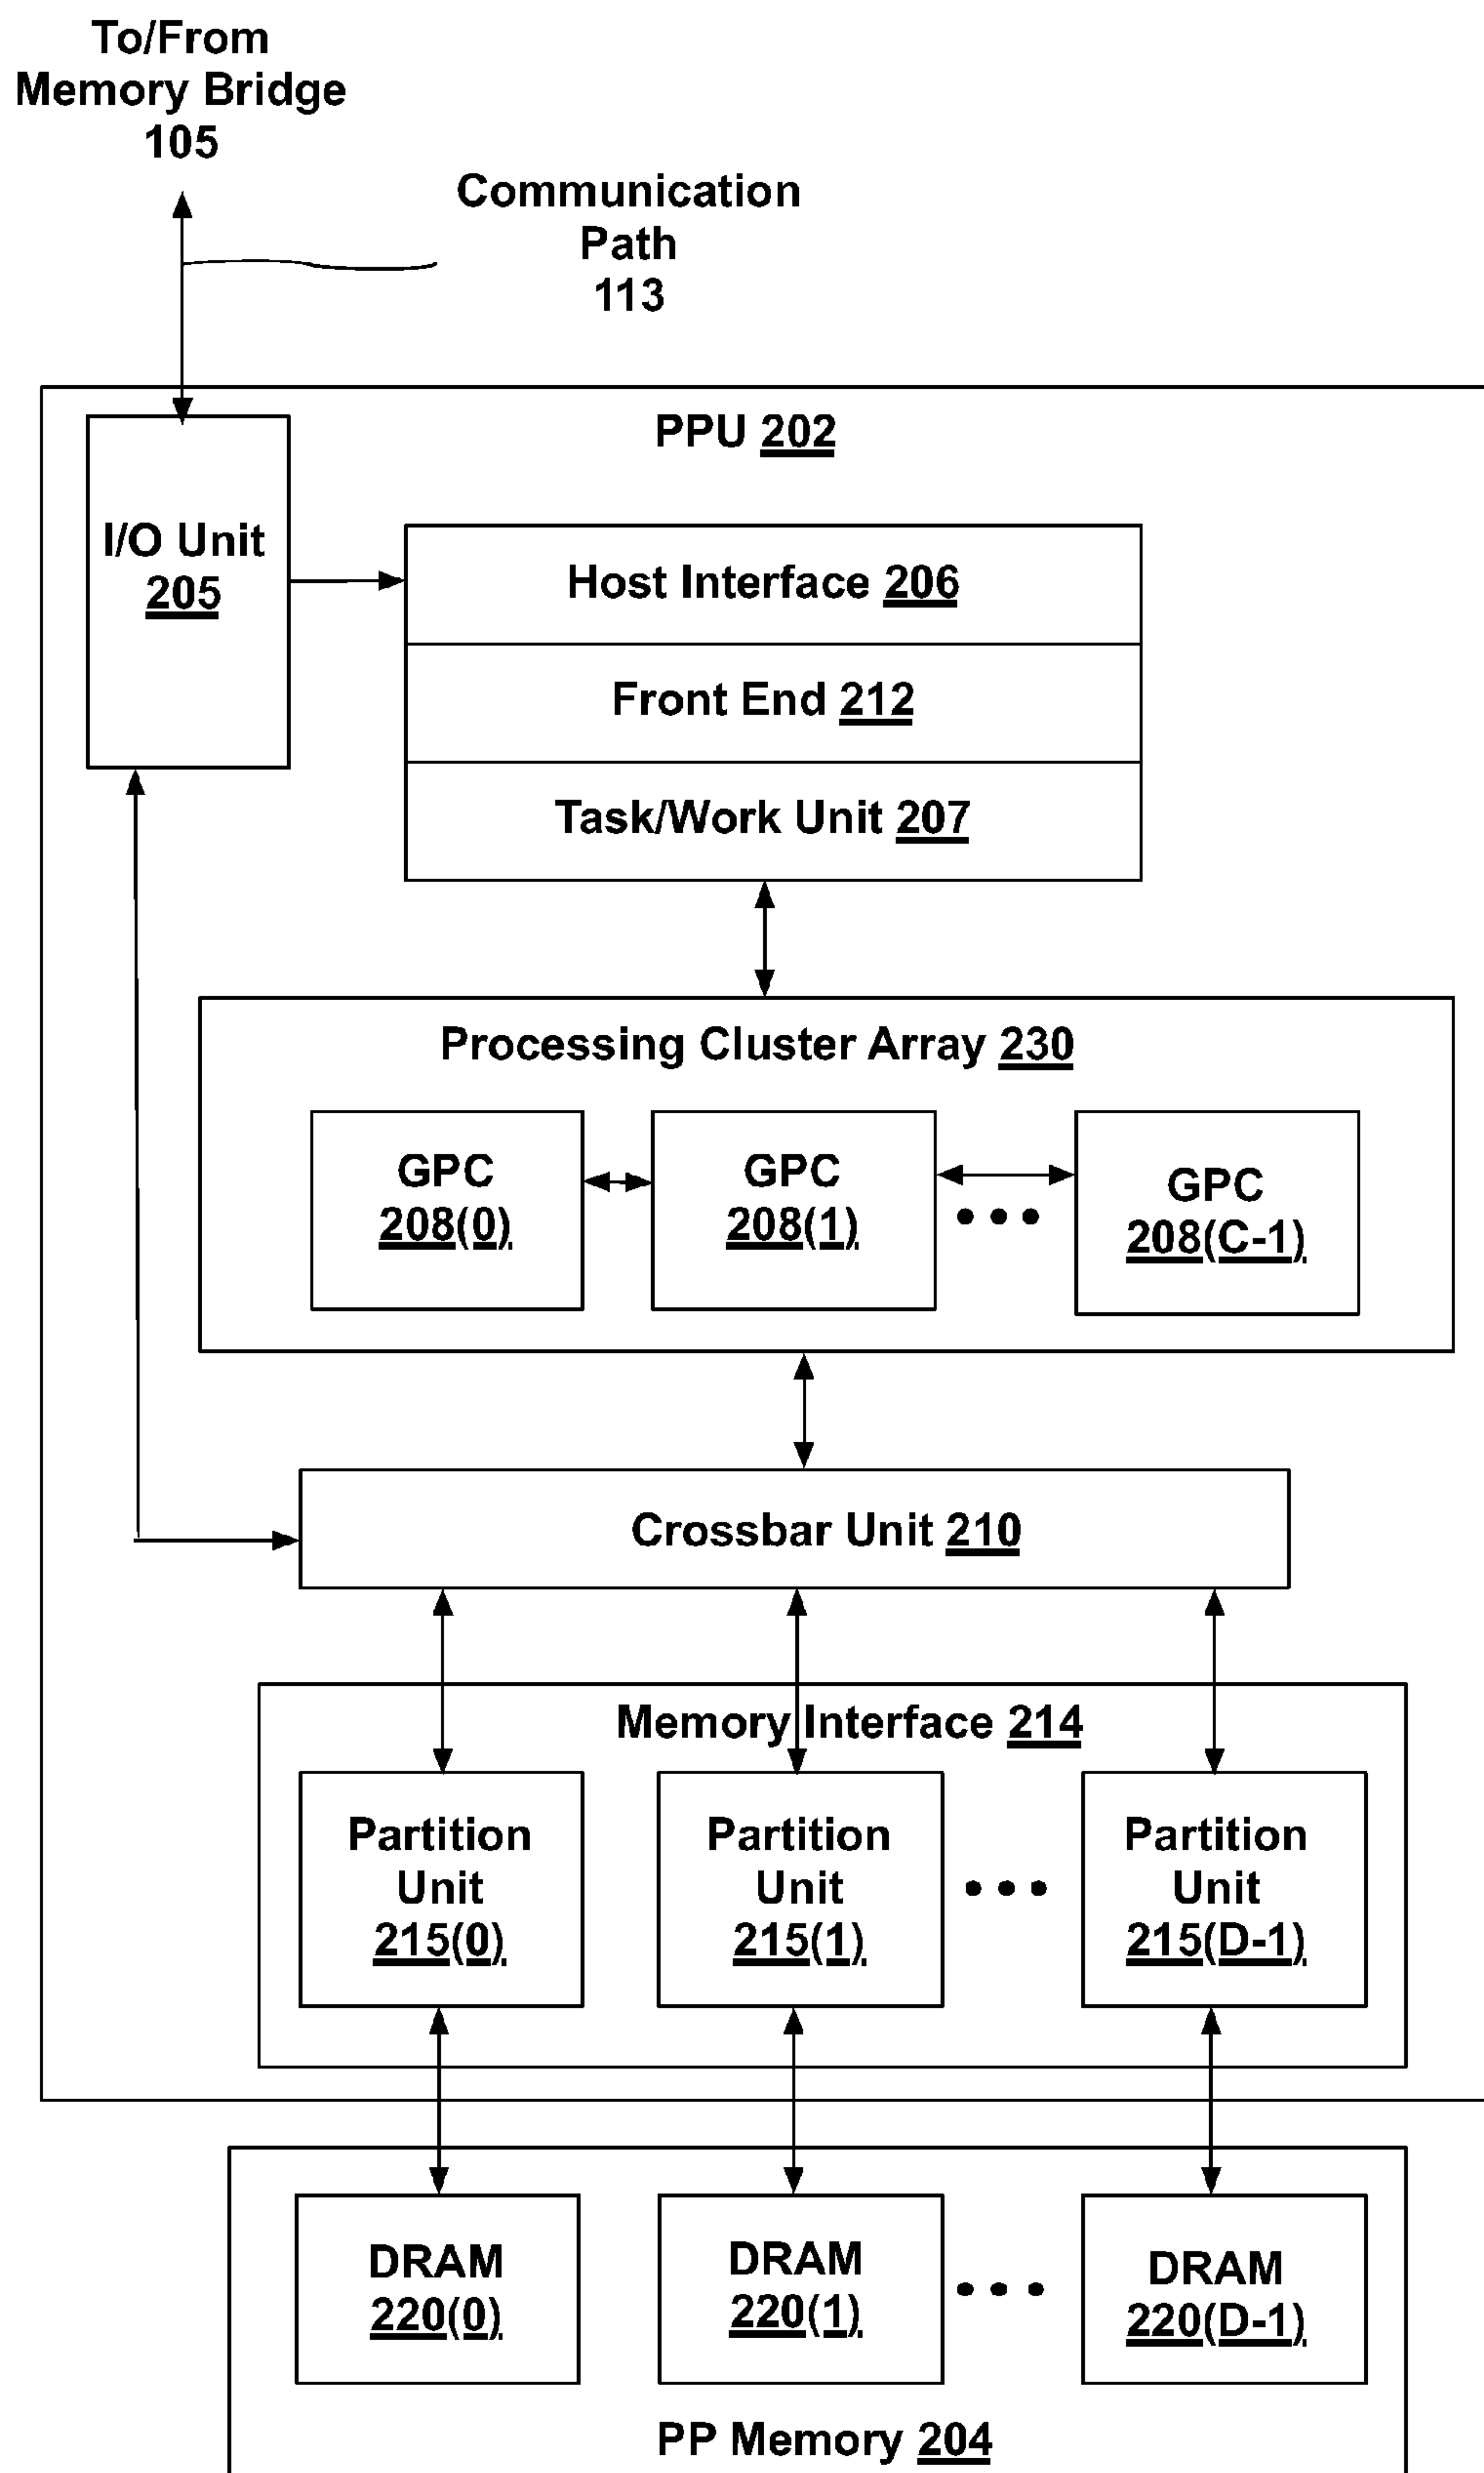 To/From
Memory Bridge
105
Communication
Path
113
PPU 202
I/O Unit
205
Host Interface 206
Front End 212
Task/Work Unit 207
Processing Cluster Array 230
GPC
208(0)
GPC
208(1)
GPC
208(C-1)
Crossbar Unit 210
Memory Interface 214
Partition
Unit
215(0)
Partition
Unit
215(1)
Partition
Unit
215(D-1)
DRAM
220(0)
DRAM
220(1)
DRAM
220(D-1)
PP Memory 204